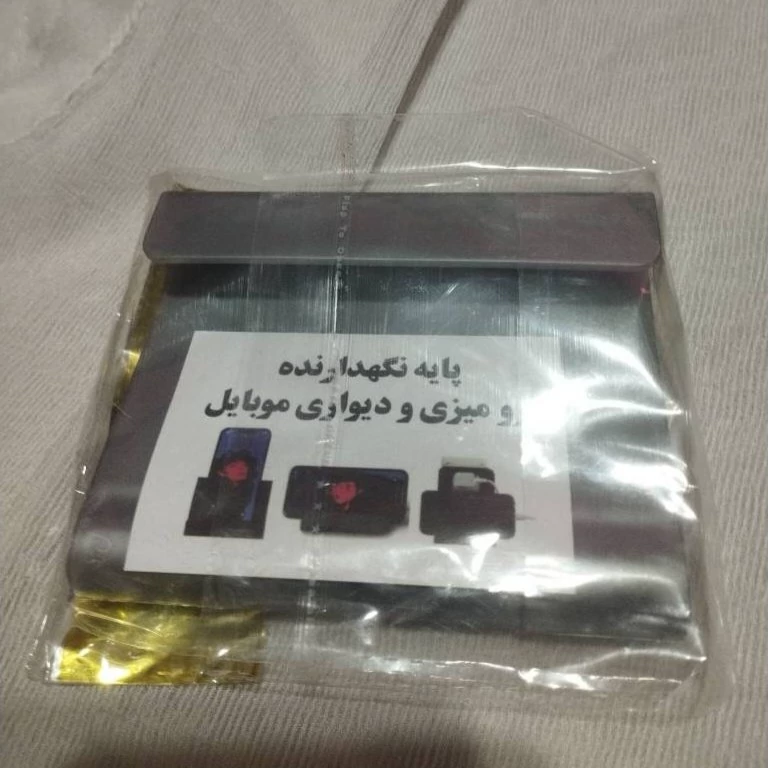 پایه نگهدارنده
رو میزی و دیواری موبایل